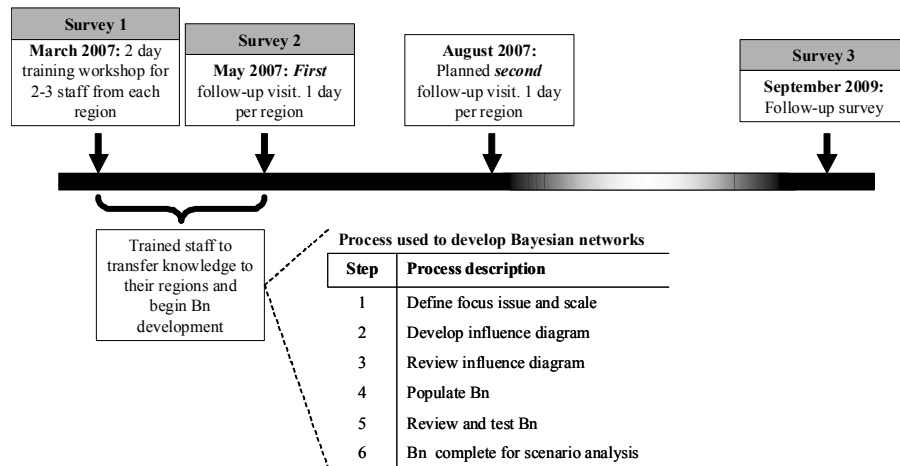 Survey 1
March 2007: 2 day
training workshop for
2-3 staff from each
region
Survey 2
May 2007: First
follow-up visit. 1 day
per region
August 2007:
Planned second
follow-up visit. 1 day
per region
Survey 3
September 2009:
Follow-up survey
Trained staff to
transfer knowledge to
their regions and
begin Bn
development
Process used to develop Bayesian networks
Step Process description
1 Define focus issue and scale
2 Develop influence diagram
3 Review influence diagram
4 Populate Bn
5 Review and test Bn
6 Bn complete for scenario analysis